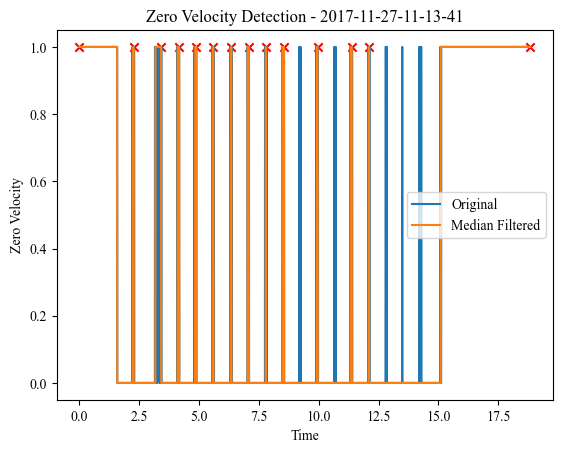 Zero Velocity Detection - 2017-11-27-11-13-41
1.0
0.8
0.6
0.4
0.2
0.0
Zero Velocity
Original
Median Filtered
0.0 2.5 5.0 7.5 10.0 12.5 15.0 17.5
Time